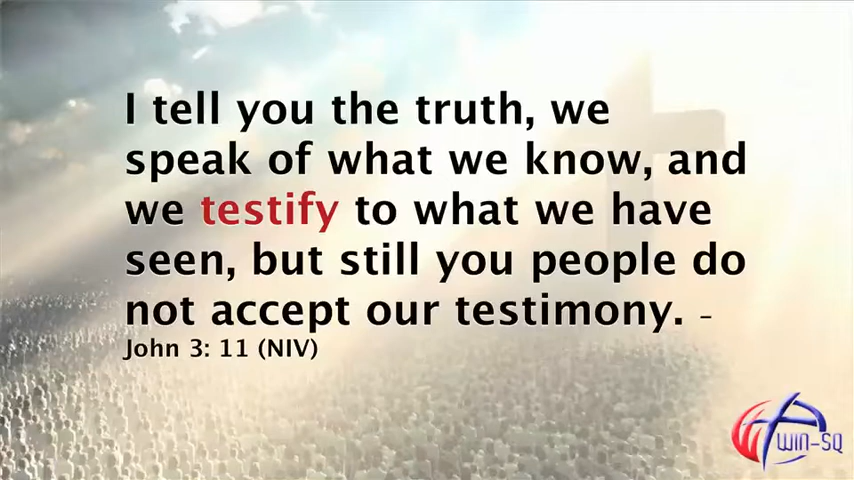 I tell you the truth, we
speak of what we know, and
we testify to what we have
seen, but still you people do
not accept our testimony. –
John 3: 11 (NIV)
WIN-SQ